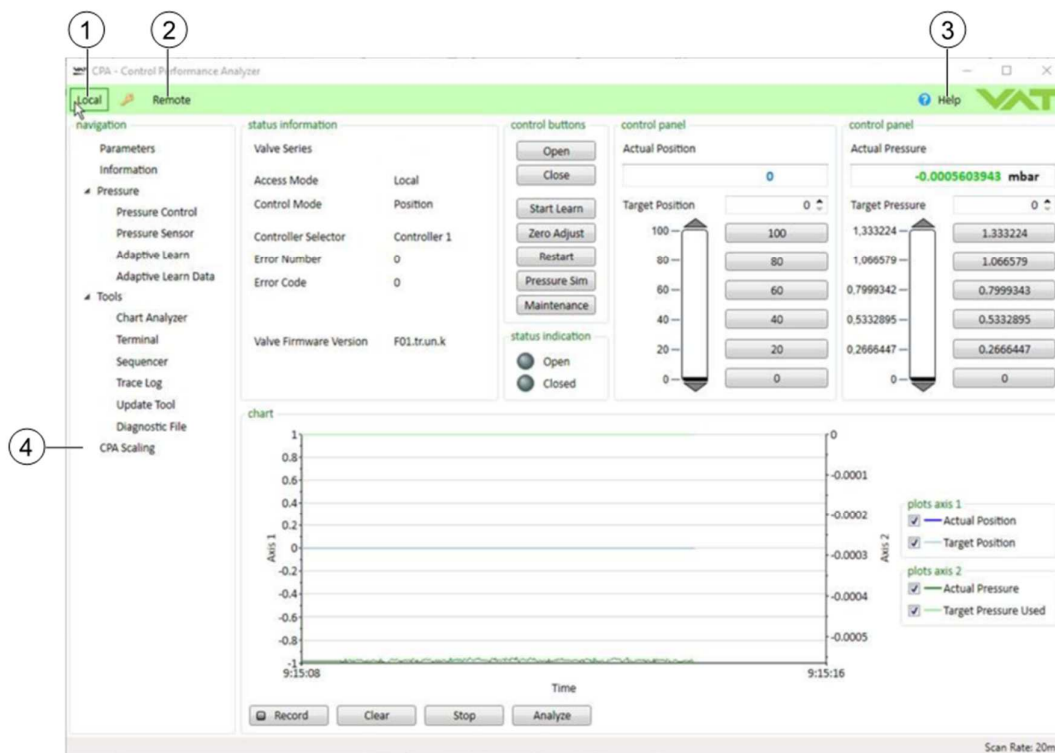 1
2
3
CPA - Control Performance Analyzer
Local
Remote
Help
VAT
navigation
Parameters
Information
Pressure
Pressure Control
Pressure Sensor
Adaptive Learn
Adaptive Learn Data
Tools
Chart Analyzer
Terminal
Sequencer
Trace Log
Update Tool
Diagnostic File
4
CPA Scaling
status information
Valve Series
Access Mode Local
Control Mode Position
Controller Selector Controller 1
Error Number 0
Error Code 0
Valve Firmware Version F01.tr.un.k
control buttons
Open
Close
Start Learn
Zero Adjust
Restart
Pressure Sim
Maintenance
status indication
Open
Closed
control panel
Actual Position
0
Target Position 0
100 100
80 80
60 60
40 40
20 20
0 0
control panel
Actual Pressure
-0.0005603943 mbar
Target Pressure 0
1,333224 1.333224
1,066579 1.066579
0,7999342 0.7999343
0,5332895 0.5332895
0,2666447 0.2666447
0 0
chart
1
0.8
0.6
0.4
0.2
0
-0.2
-0.4
-0.6
-0.8
-1
Axis 1
0
-0.0001
-0.0002
-0.0003
-0.0004
-0.0005
Axis 2
9:15:08
9:15:16
Time
plots axis 1
Actual Position
Target Position
plots axis 2
Actual Pressure
Target Pressure Used
Record
Clear
Stop
Analyze
Scan Rate: 20m